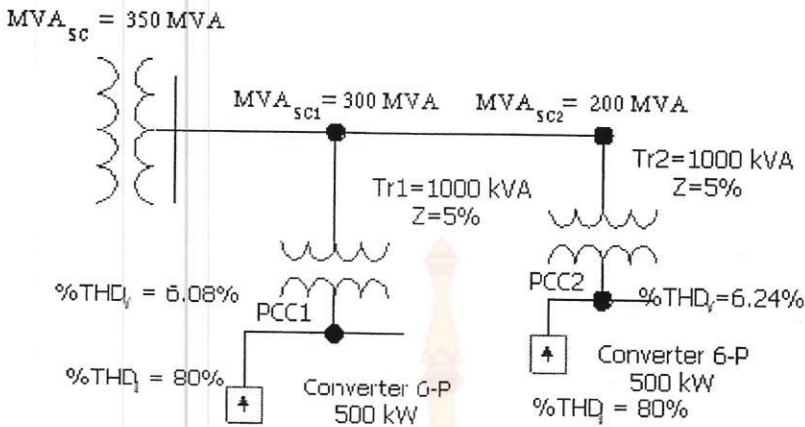 MVA_SC = 350 MVA
MVA_SC1 = 300 MVA
MVA_SC2 = 200 MVA
Tr1=1000 kVA
Z=5%
Tr2=1000 kVA
Z=5%
%THD_v = 6.08%
PCC1
PCC2
%THD_v=6.24%
%THD_I = 80%
Converter 6-P
500 kW
Converter 6-P
500 kW
%THD_I = 80%